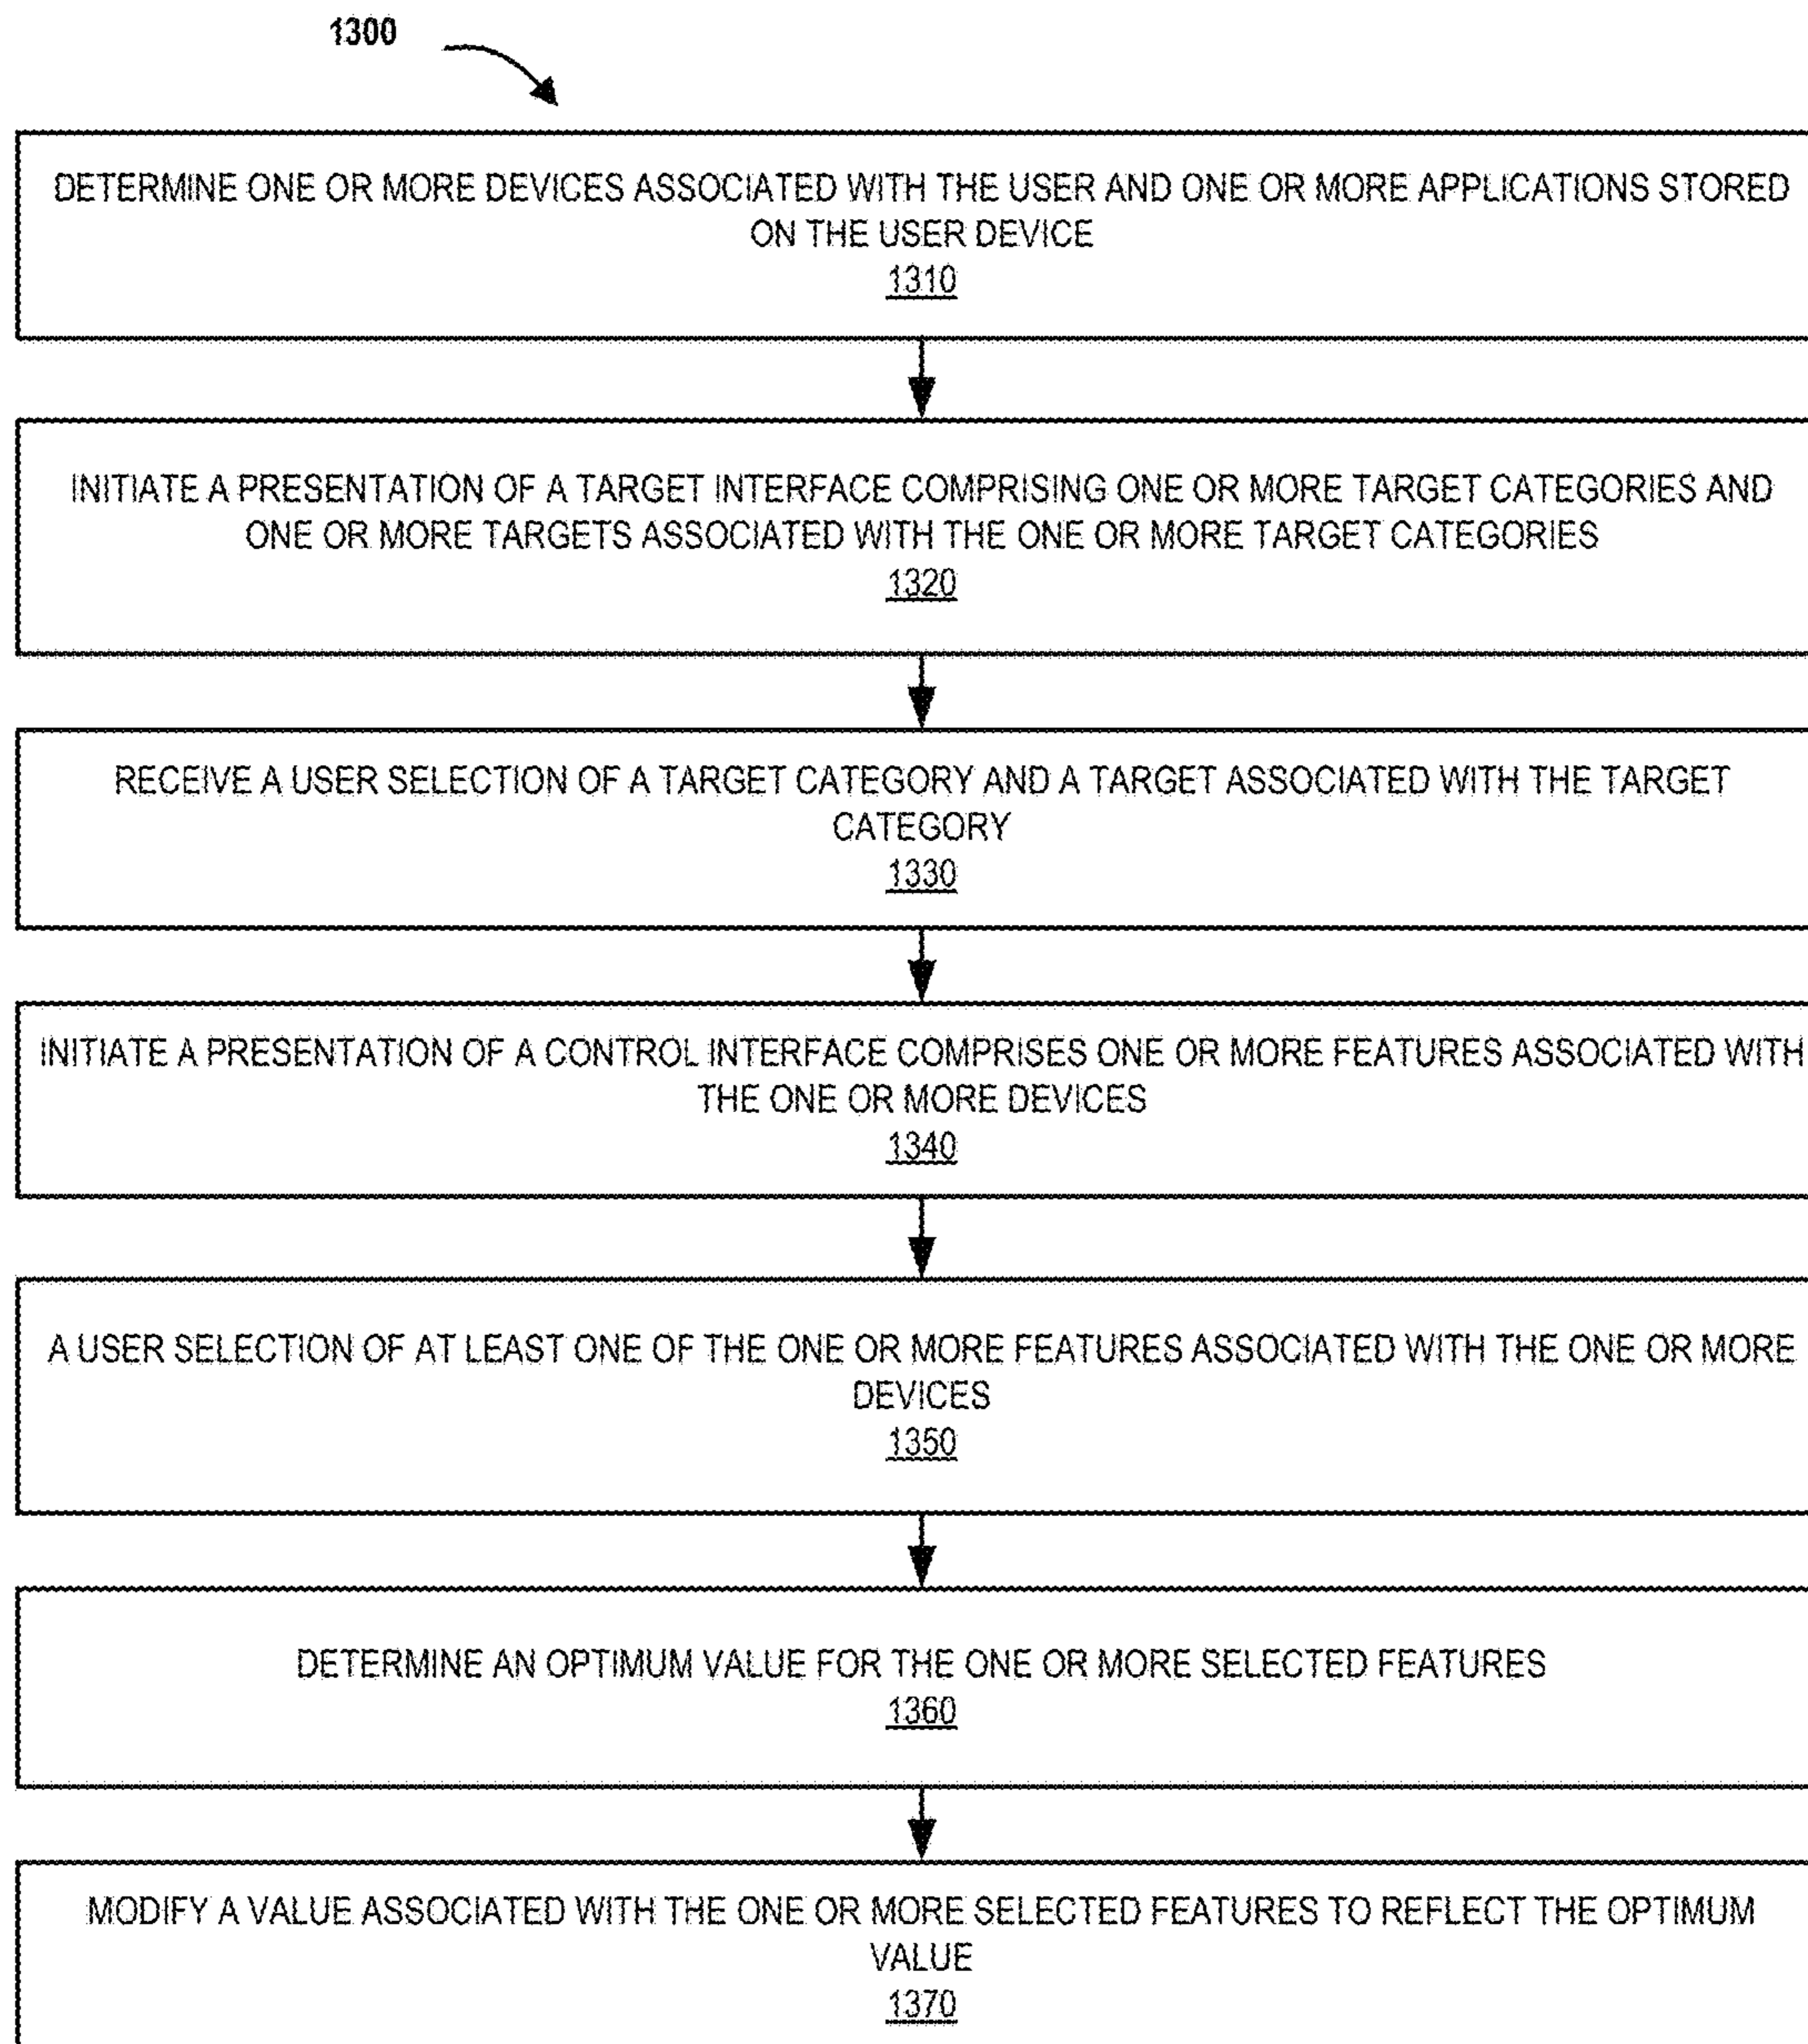 1300
DETERMINE ONE OR MORE DEVICES ASSOCIATED WITH THE USER AND ONE OR MORE APPLICATIONS STORED
ON THE USER DEVICE
1310
INITIATE A PRESENTATION OF A TARGET INTERFACE COMPRISING ONE OR MORE TARGET CATEGORIES AND
ONE OR MORE TARGETS ASSOCIATED WITH THE ONE OR MORE TARGET CATEGORIES
1320
RECEIVE A USER SELECTION OF A TARGET CATEGORY AND A TARGET ASSOCIATED WITH THE TARGET
CATEGORY
1330
INITIATE A PRESENTATION OF A CONTROL INTERFACE COMPRISES ONE OR MORE FEATURES ASSOCIATED WITH
THE ONE OR MORE DEVICES
1340
A USER SELECTION OF AT LEAST ONE OF THE ONE OR MORE FEATURES ASSOCIATED WITH THE ONE OR MORE
DEVICES
1350
DETERMINE AN OPTIMUM VALUE FOR THE ONE OR MORE SELECTED FEATURES
1360
MODIFY A VALUE ASSOCIATED WITH THE ONE OR MORE SELECTED FEATURES TO REFLECT THE OPTIMUM
VALUE
1370